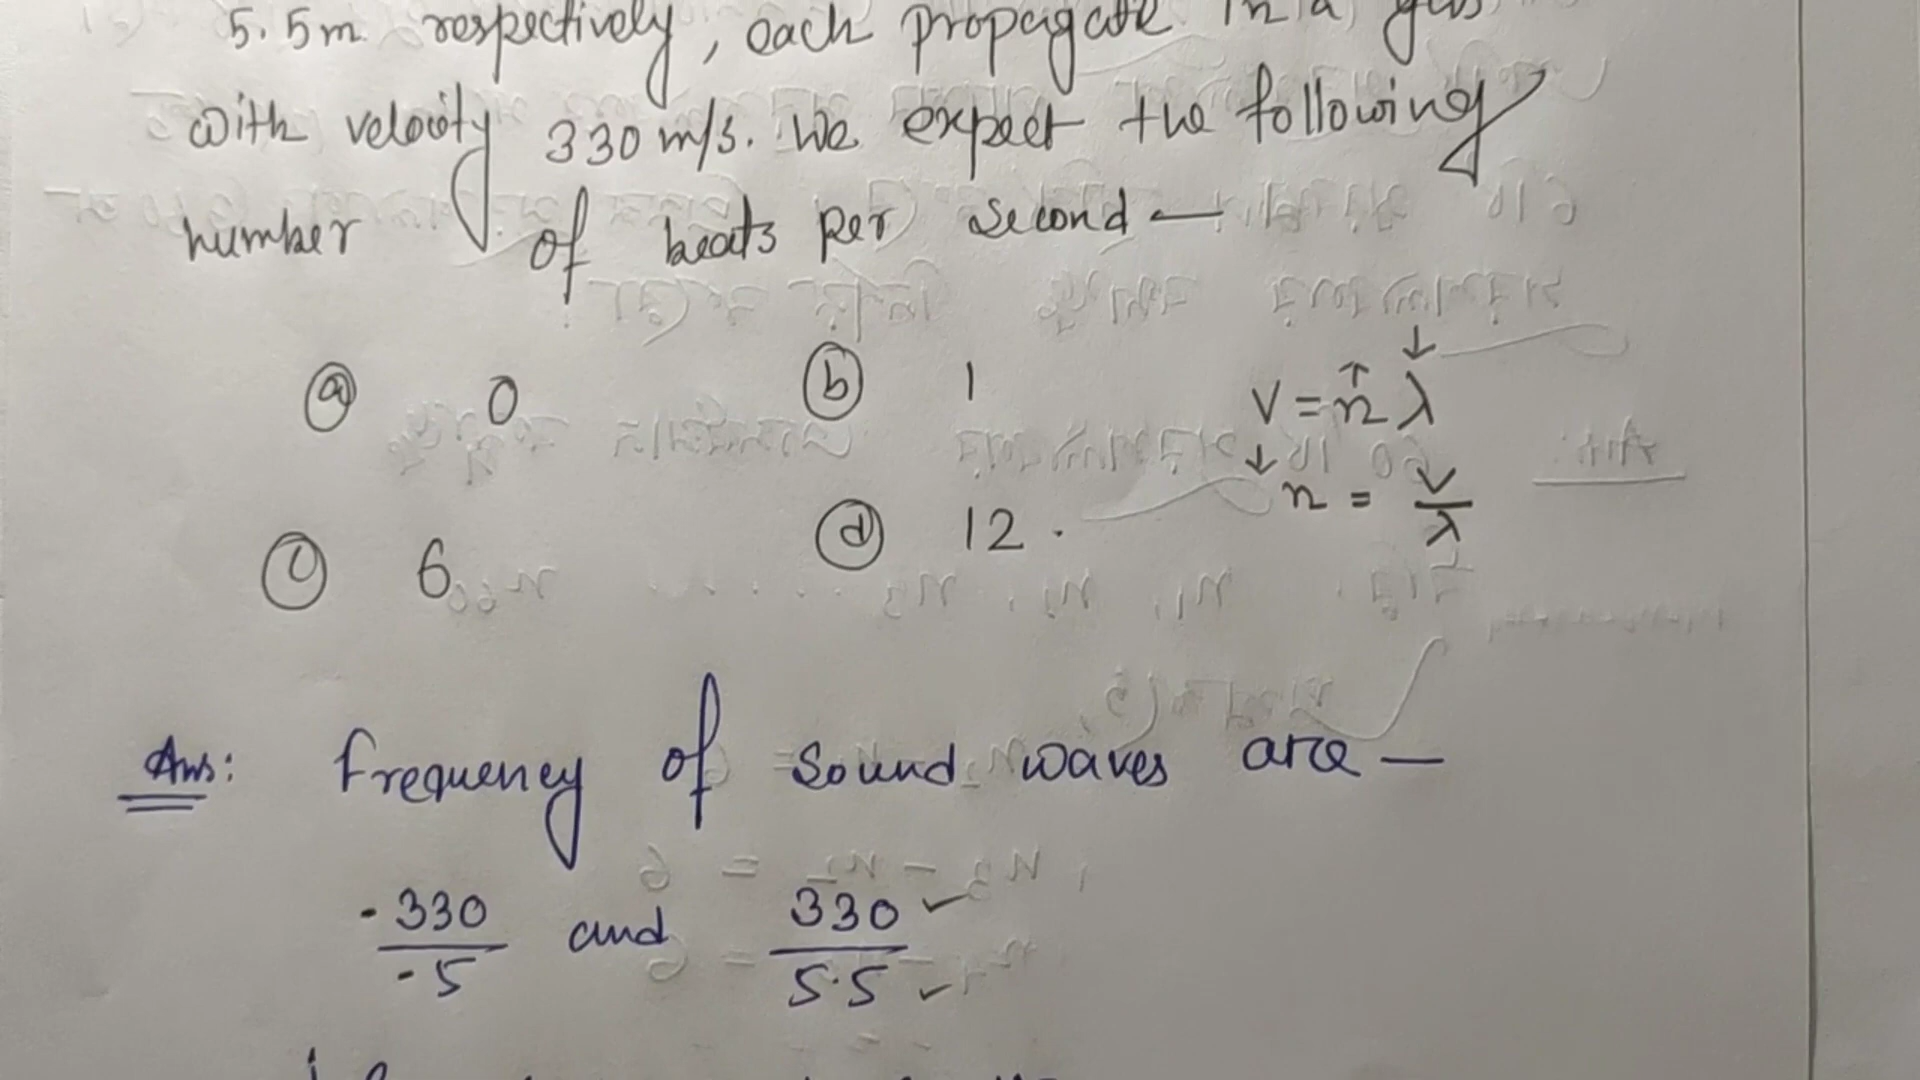 5.5m respectively, each propagate in a gas
with velocity 330 m/s. We expect the following
number of beats per second —
(a) 0 (b) 1
V = n λ
n = V/λ
(c) 6 (d) 12.
Ans: frequency of sound waves are —
330/5 and 330/5.5